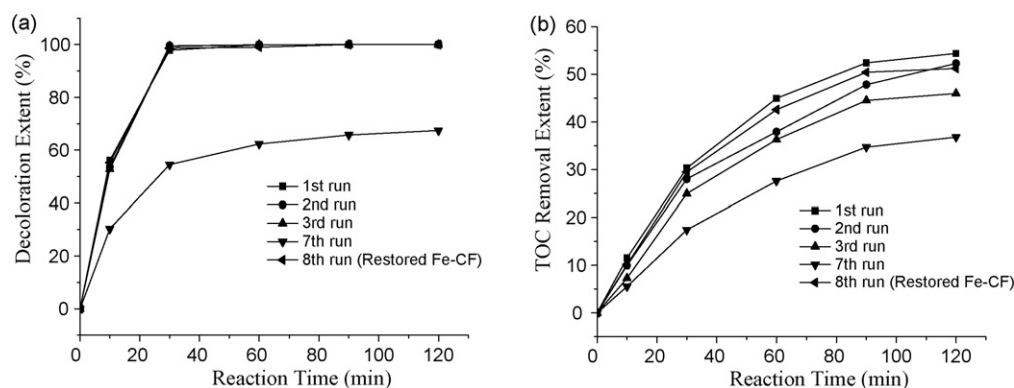 (a)
100
80
60
40
20
0
Decoloration Extent (%)
1st run
2nd run
3rd run
7th run
8th run (Restored Fe-CF)
0 20 40 60 80 100 120
Reaction Time (min)
(b)
60
50
40
30
20
10
0
TOC Removal Extent (%)
1st run
2nd run
3rd run
7th run
8th run (Restored Fe-CF)
0 20 40 60 80 100 120
Reaction Time (min)